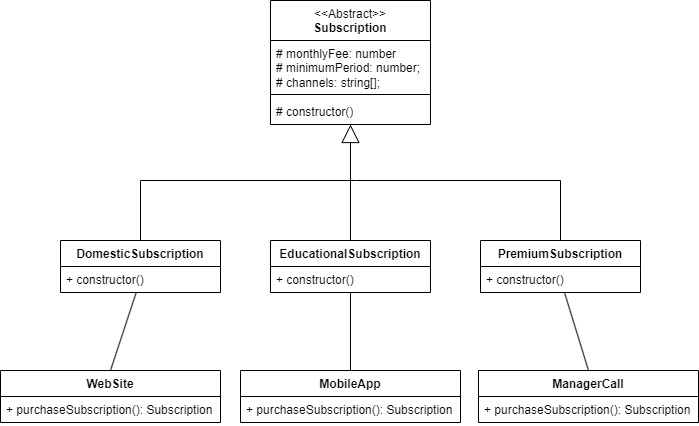 <<Abstract>>
Subscription
# monthlyFee: number
# minimumPeriod: number;
# channels: string[];
# constructor()
DomesticSubscription
+ constructor()
EducationalSubscription
+ constructor()
PremiumSubscription
+ constructor()
WebSite
+ purchaseSubscription(): Subscription
MobileApp
+ purchaseSubscription(): Subscription
ManagerCall
+ purchaseSubscription(): Subscription